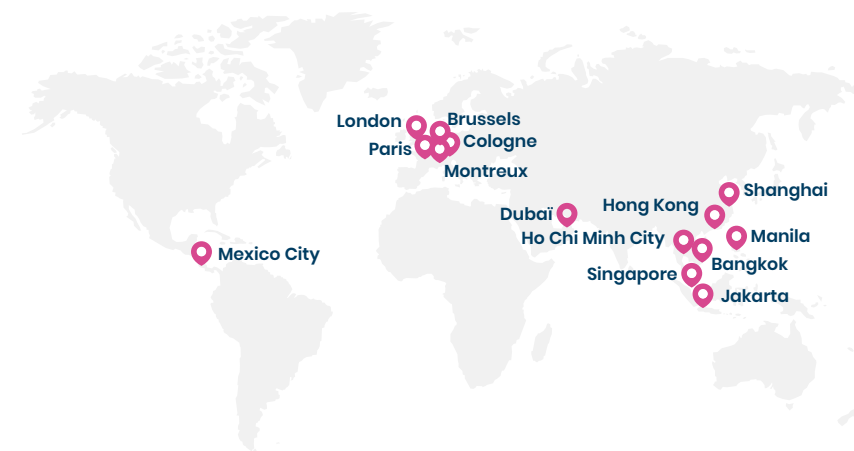 London
Brussels
Cologne
Paris
Montreux
Shanghai
Hong Kong
Dubaï
Ho Chi Minh City
Manila
Mexico City
Bangkok
Singapore
Jakarta